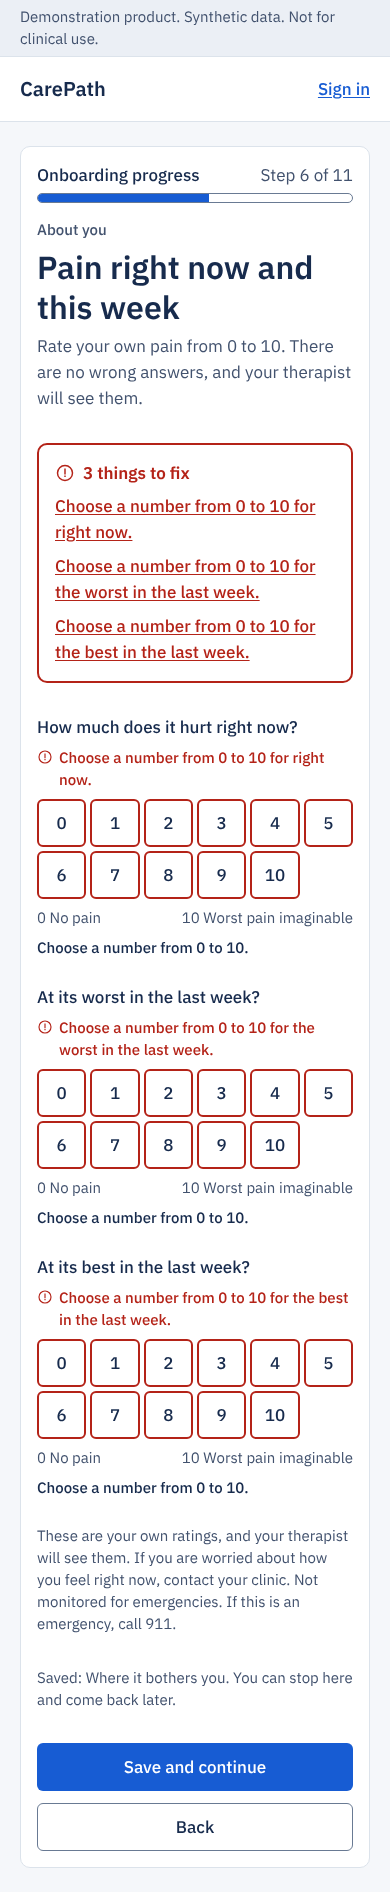 Demonstration product. Synthetic data. Not for
clinical use.
CarePath
Sign in
Onboarding progress
Step 6 of 11
About you
Pain right now and
this week
Rate your own pain from 0 to 10. There
are no wrong answers, and your therapist
will see them.
3 things to fix
Choose a number from 0 to 10 for
right now.
Choose a number from 0 to 10 for
the worst in the last week.
Choose a number from 0 to 10 for
the best in the last week.
How much does it hurt right now?
Choose a number from 0 to 10 for right
now.
0 1 2 3 4 5
6 7 8 9 10
0 No pain
10 Worst pain imaginable
Choose a number from 0 to 10.
At its worst in the last week?
Choose a number from 0 to 10 for the
worst in the last week.
0 1 2 3 4 5
6 7 8 9 10
0 No pain
10 Worst pain imaginable
Choose a number from 0 to 10.
At its best in the last week?
Choose a number from 0 to 10 for the best
in the last week.
0 1 2 3 4 5
6 7 8 9 10
0 No pain
10 Worst pain imaginable
Choose a number from 0 to 10.
These are your own ratings, and your therapist
will see them. If you are worried about how
you feel right now, contact your clinic. Not
monitored for emergencies. If this is an
emergency, call 911.
Saved: Where it bothers you. You can stop here
and come back later.
Save and continue
Back